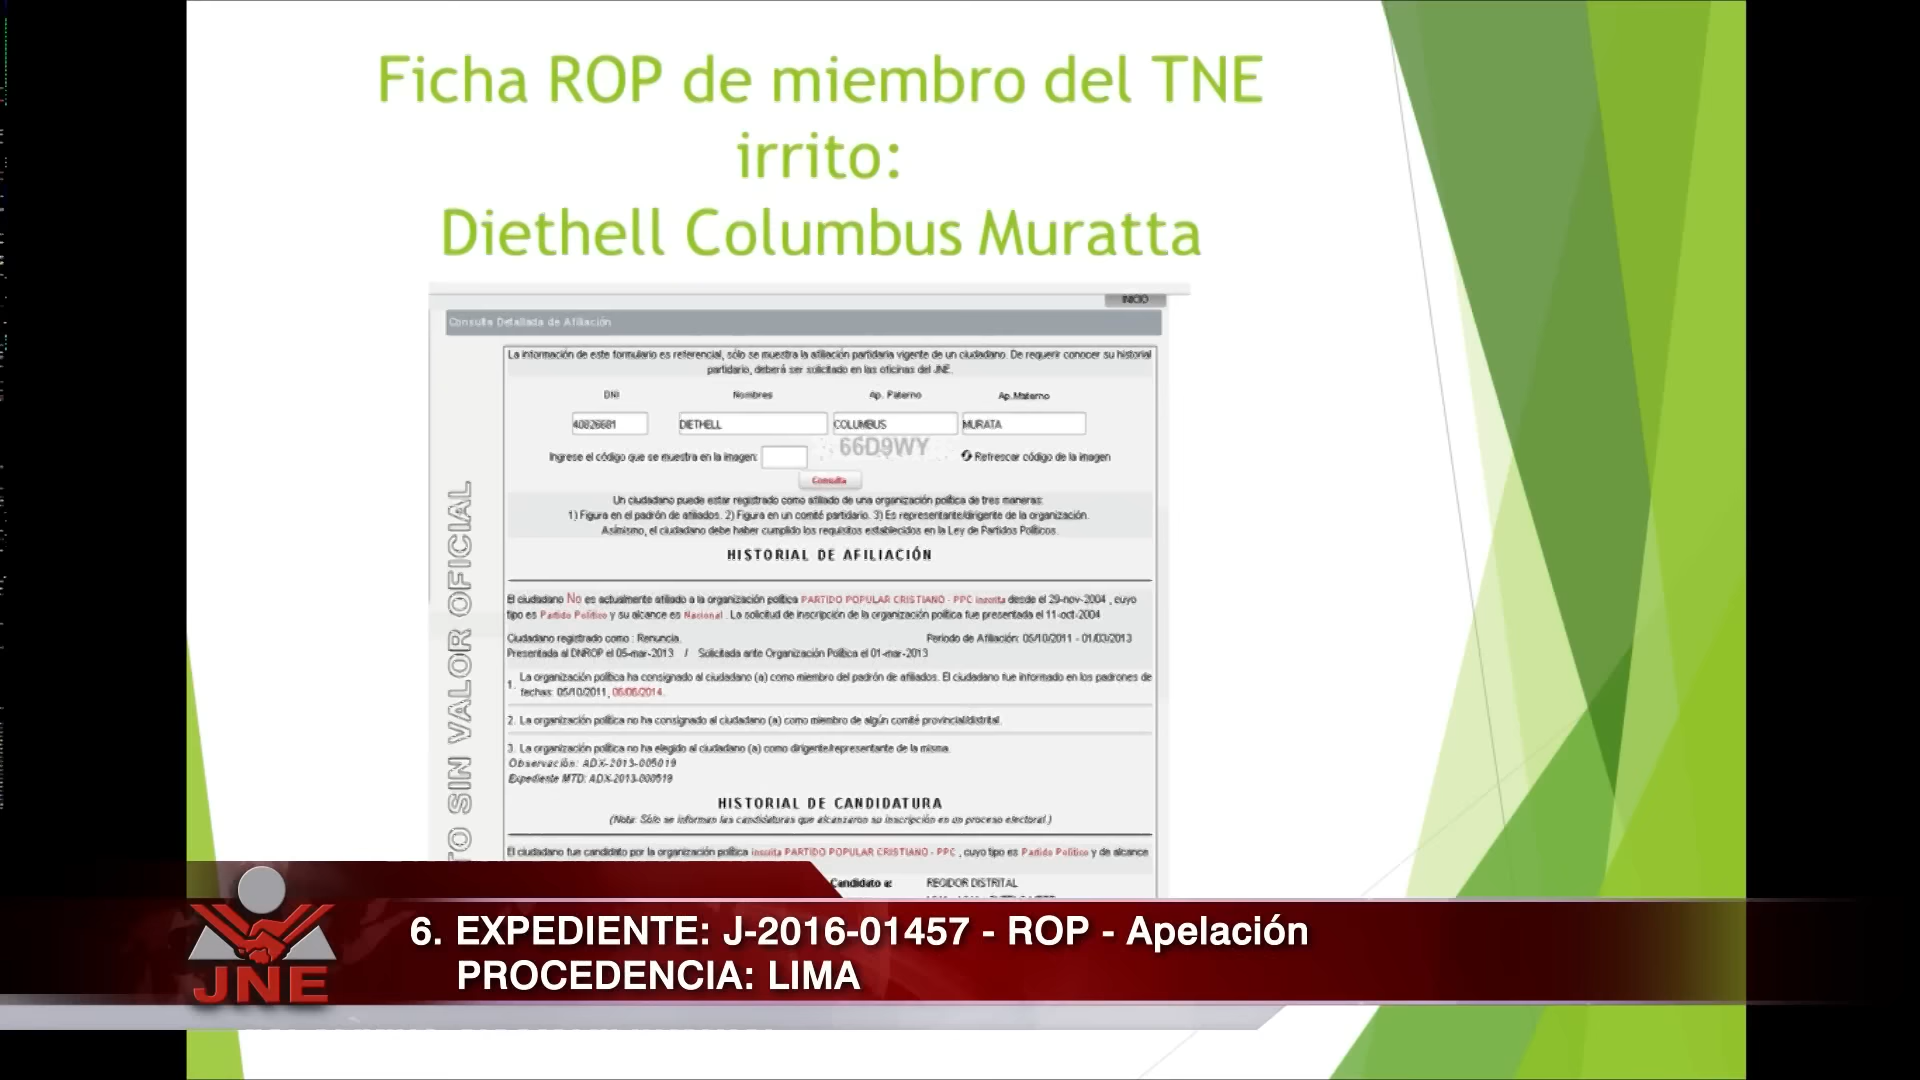 Ficha ROP de miembro del TNE
irrito:
Diethell Columbus Muratta
INICIO
Consulta Detallada de Afiliación
La información de este formulario es referencial, sólo se muestra la afiliación partidaria vigente de un ciudadano. De requerir conocer su historial
partidario, deberá ser solicitado en las oficinas del JNE.
DNI Nombres Ap. Paterno Ap.Materno
40826681 DIETHELL COLUMBUS MURATA
66D9WY
Ingrese el código que se muestra en la imagen: Refrescar código de la imagen
Consulta
Un ciudadano puede estar registrado como afiliado de una organización política de tres maneras:
1) Figura en el padrón de afiliados. 2) Figura en un comité partidario. 3) Es representante/dirigente de la organización.
Asímismo, el ciudadano debe haber cumplido los requisitos establecidos en la Ley de Partidos Políticos.
HISTORIAL DE AFILIACIÓN
El ciudadano No es actualmente afiliado a la organización política PARTIDO POPULAR CRISTIANO - PPC inscrita desde el 29-nov-2004 , cuyo
tipo es Partido Político y su alcance es Nacional . La solicitud de inscripción de la organización política fue presentada el 11-oct-2004
Ciudadano registrado como : Renuncia. Periodo de Afiliación: 05/10/2011 - 01/03/2013
Presentada al DNROP el 05-mar-2013 / Solicitada ante Organización Política el 01-mar-2013
1. La organización política ha consignado al ciudadano (a) como miembro del padrón de afiliados. El ciudadano fue informado en los padrones de
fechas: 05/10/2011, 06/06/2014.
2. La organización política no ha consignado al ciudadano (a) como miembro de algún comité provincial/distrital.
3. La organización política no ha elegido al ciudadano (a) como dirigente/representante de la misma.
Observación: ADX-2013-005019
Expediente MTD: ADX-2013-000519
HISTORIAL DE CANDIDATURA
(Nota: Sólo se informan las candidaturas que alcanzaron su inscripción en un proceso electoral.)
El ciudadano fue candidato por la organización política inscrita PARTIDO POPULAR CRISTIANO - PPC , cuyo tipo es Partido Político y de alcance
Candidato a: REGIDOR DISTRITAL
TO SIN VALOR OFICIAL
JNE
6. EXPEDIENTE: J-2016-01457 - ROP - Apelación
PROCEDENCIA: LIMA